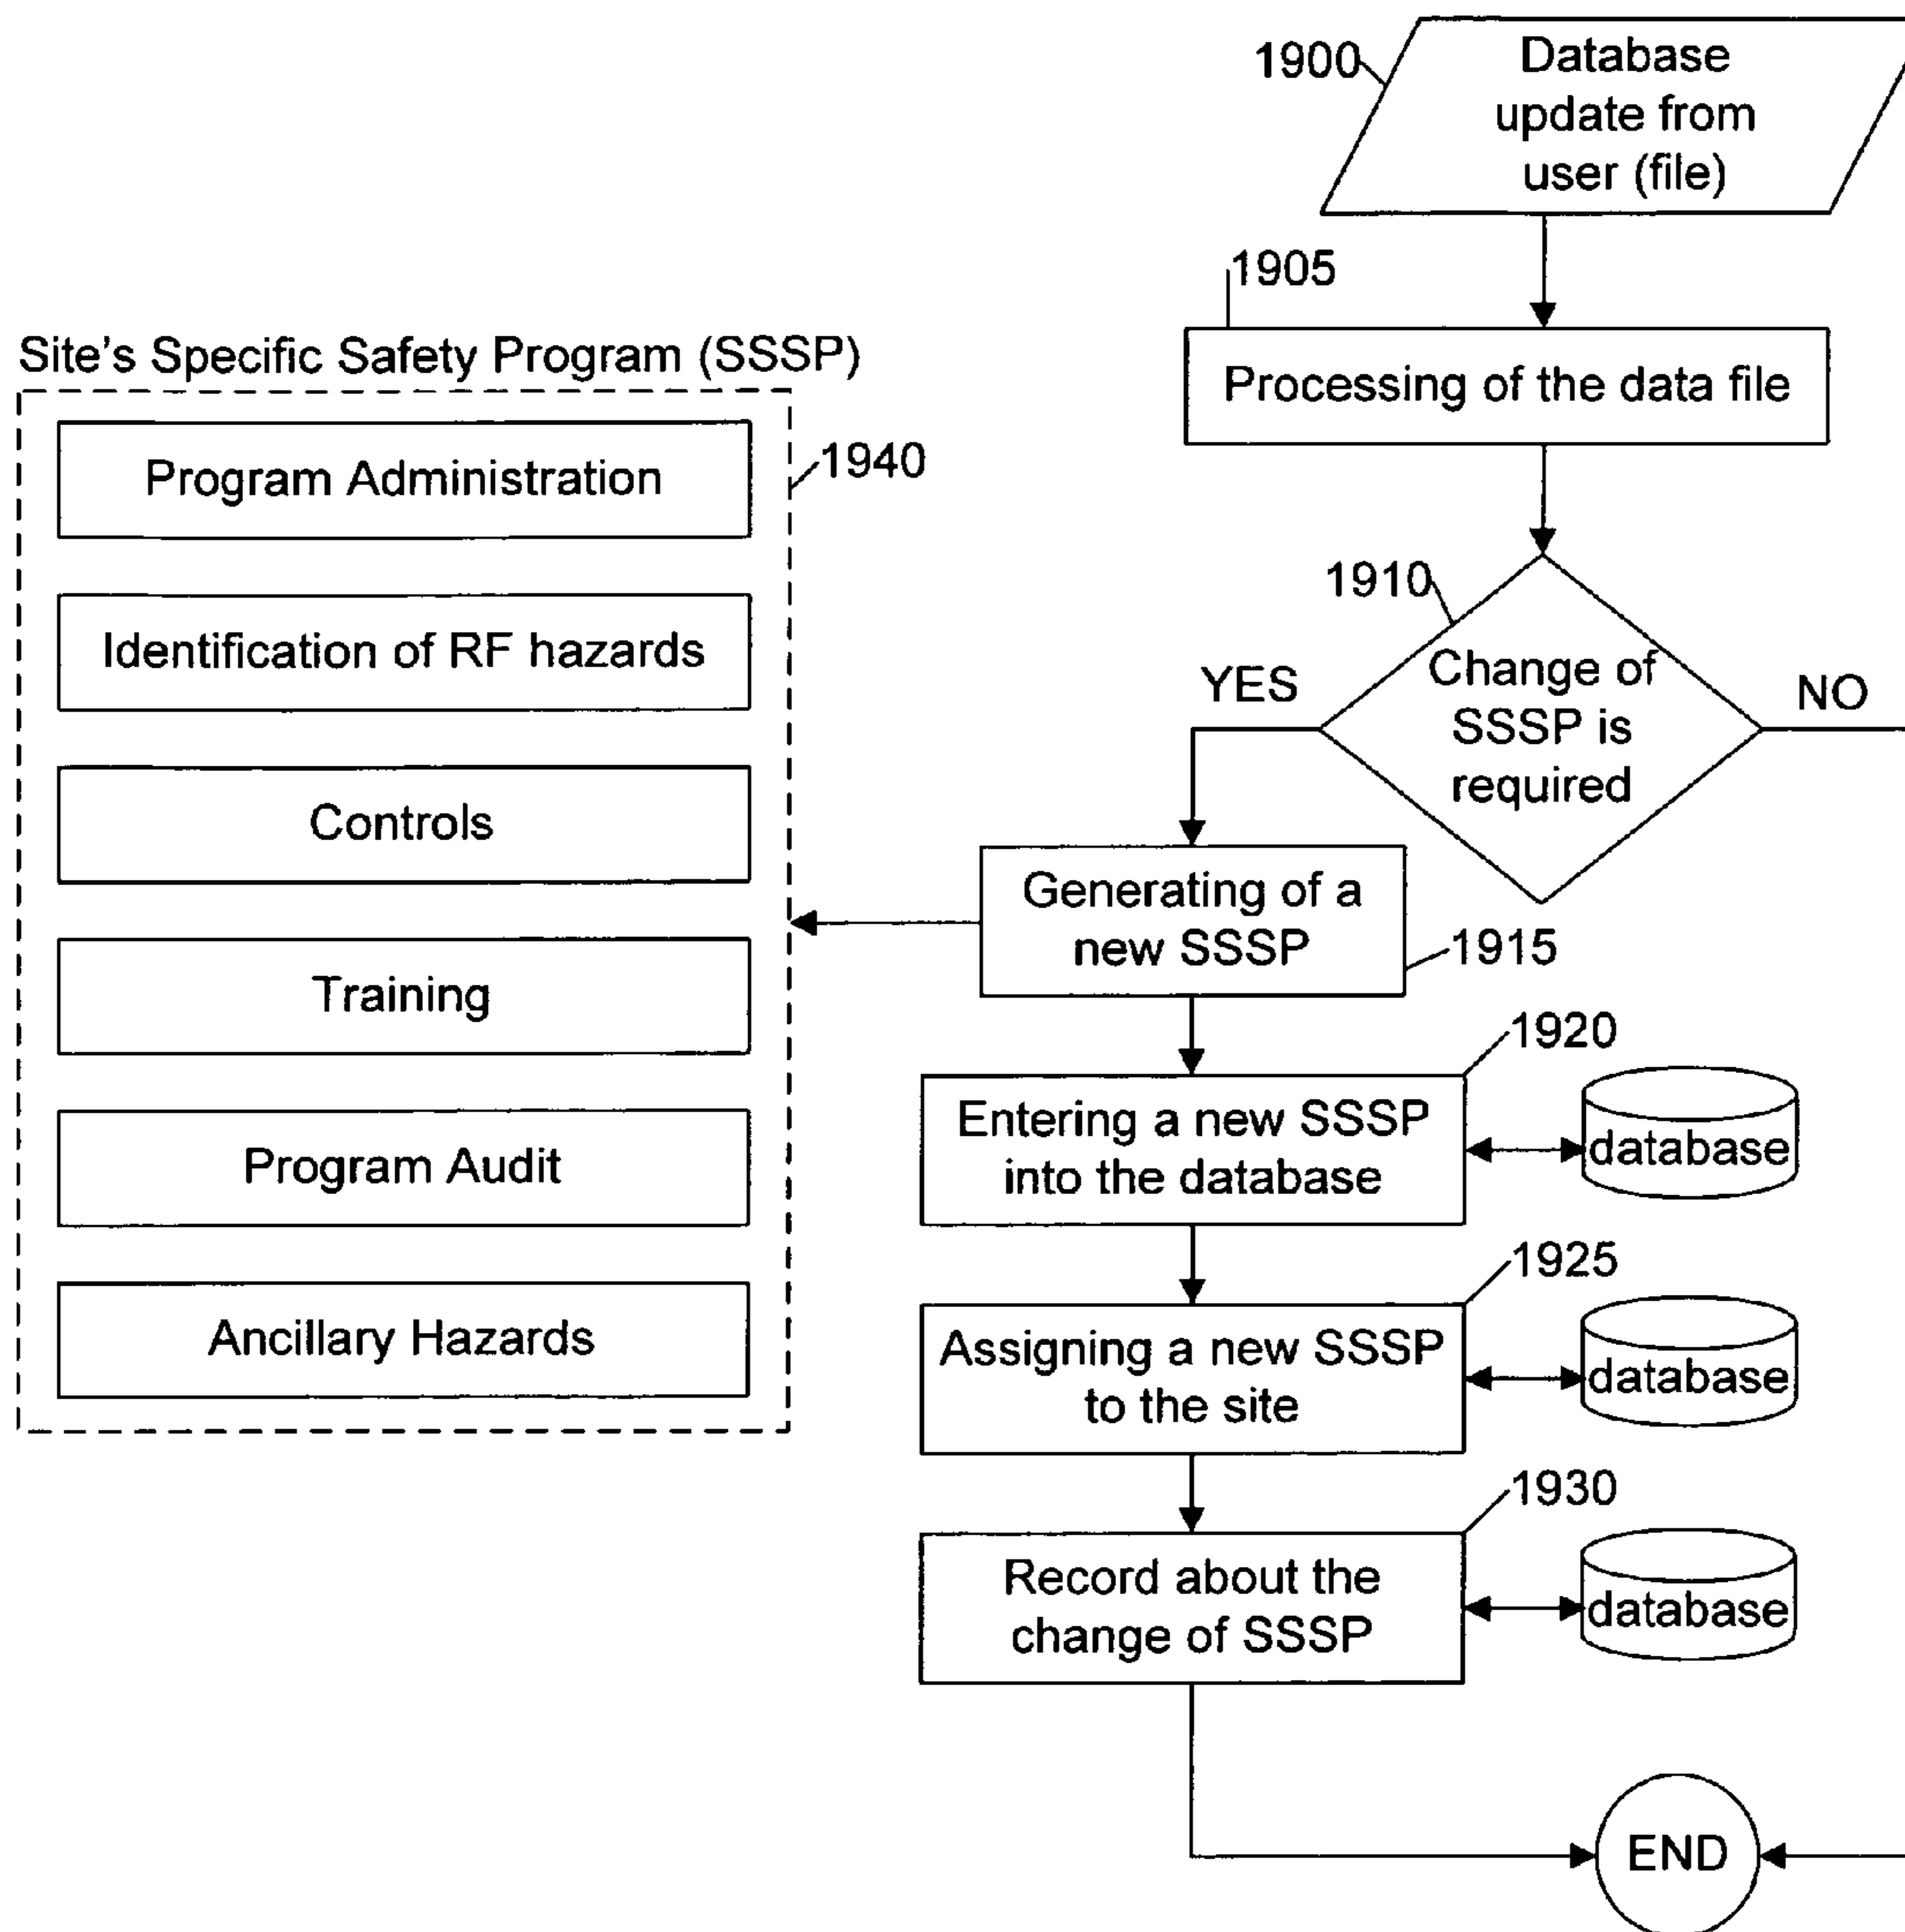 1900
Database
update from
user (file)
1905
Processing of the data file
Site's Specific Safety Program (SSSP)
1940
Program Administration
Identification of RF hazards
Controls
Training
Program Audit
Ancillary Hazards
1910
Change of
SSSP is
required
YES
NO
Generating of a
new SSSP
1915
1920
Entering a new SSSP
into the database
database
1925
Assigning a new SSSP
to the site
database
1930
Record about the
change of SSSP
database
END